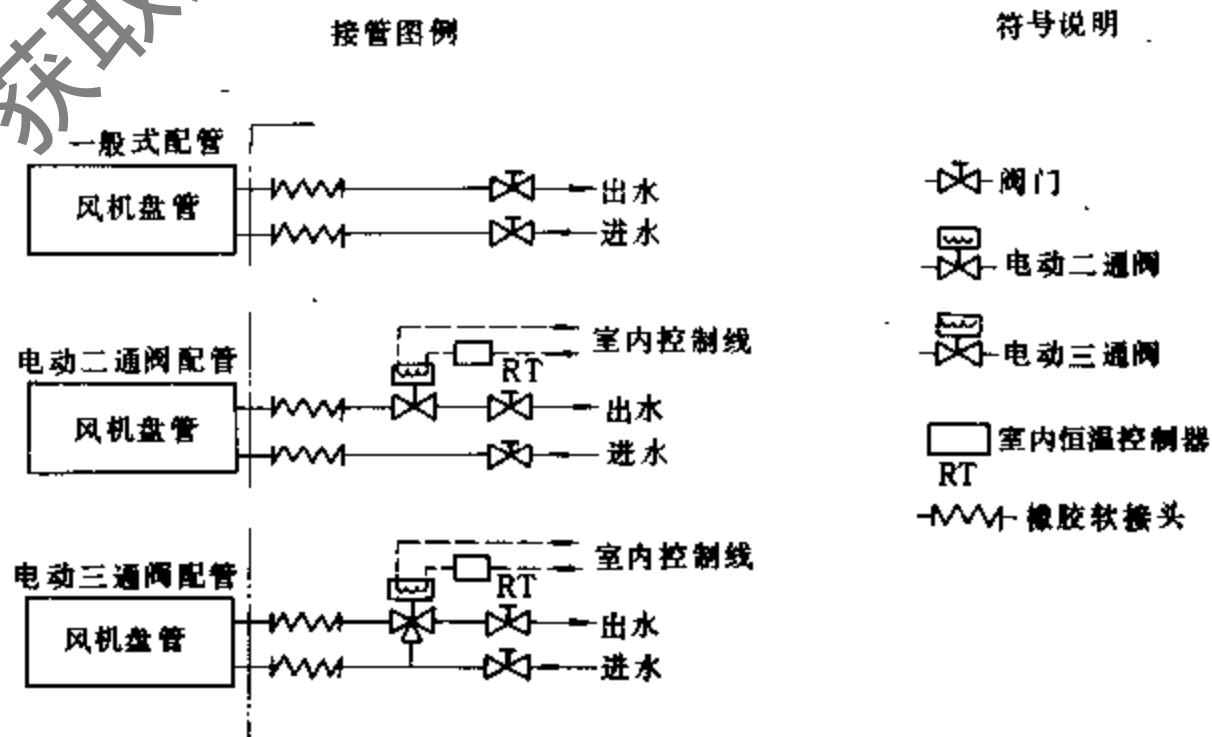 获取
接管图例
符号说明
一般式配管
风机盘管
出水
进水
电动二通阀配管
风机盘管
室内控制线
RT
出水
进水
电动三通阀配管
风机盘管
室内控制线
RT
出水
进水
阀门
电动二通阀
电动三通阀
室内恒温控制器
RT
橡胶软接头